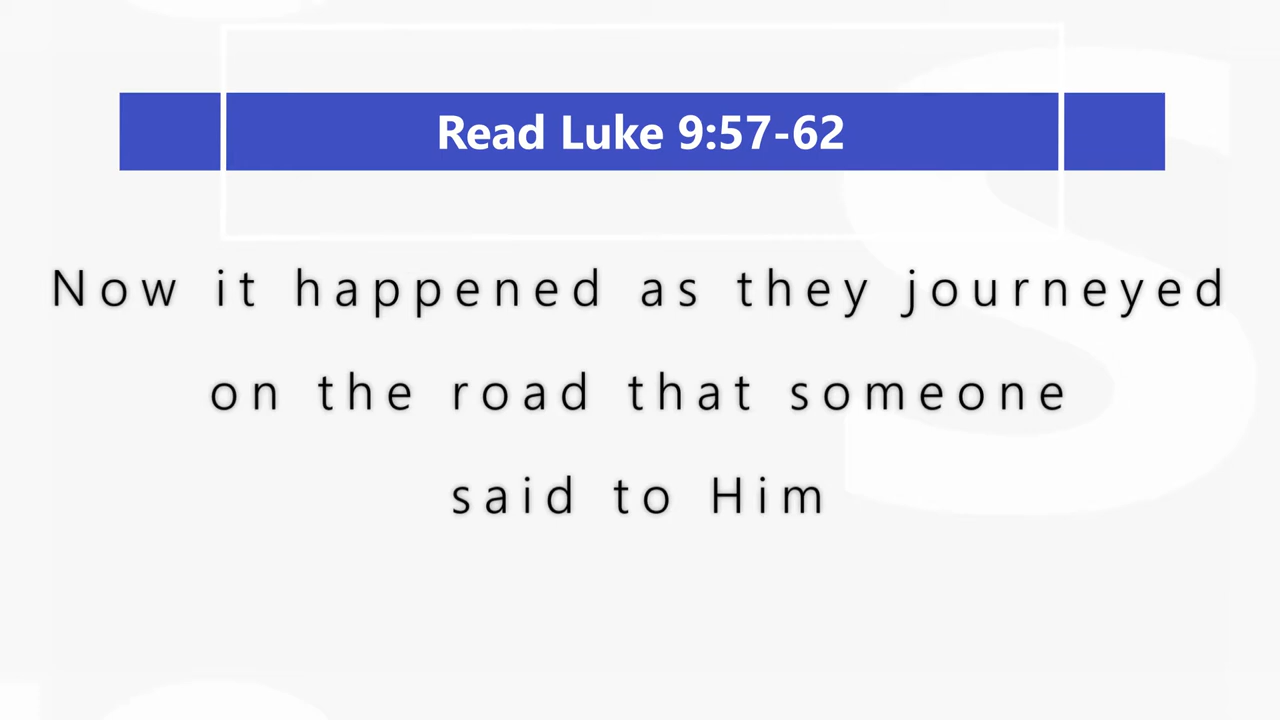 Read Luke 9:57-62
Now it happened as they journeyed
on the road that someone
said to Him